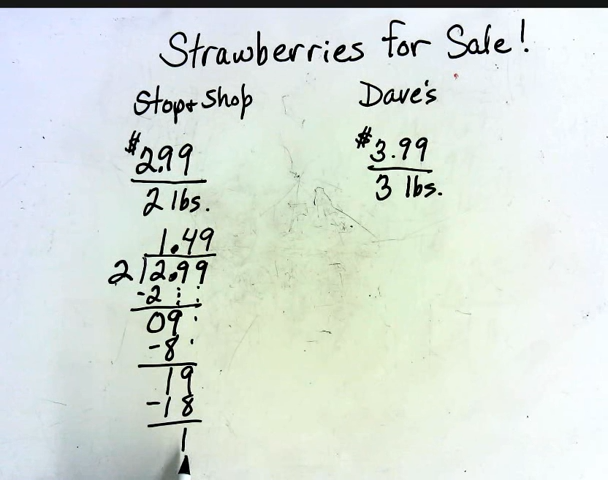 Strawberries for Sale!
Stop & Shop
Dave's
$2.99
2 lbs.
$3.99
3 lbs.
1.49
2 2.99
-2
09
-8
19
-18
1